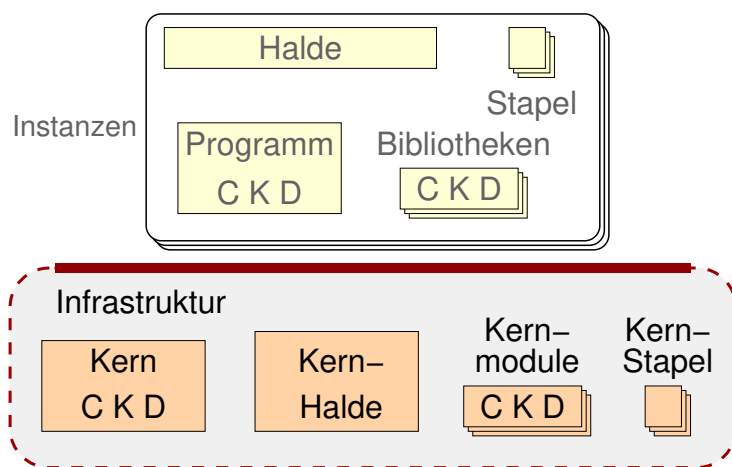 Halde
Stapel
Instanzen
Programm
C K D
Bibliotheken
C K D
Infrastruktur
Kern
C K D
Kern–
Halde
Kern–
module
C K D
Kern–
Stapel